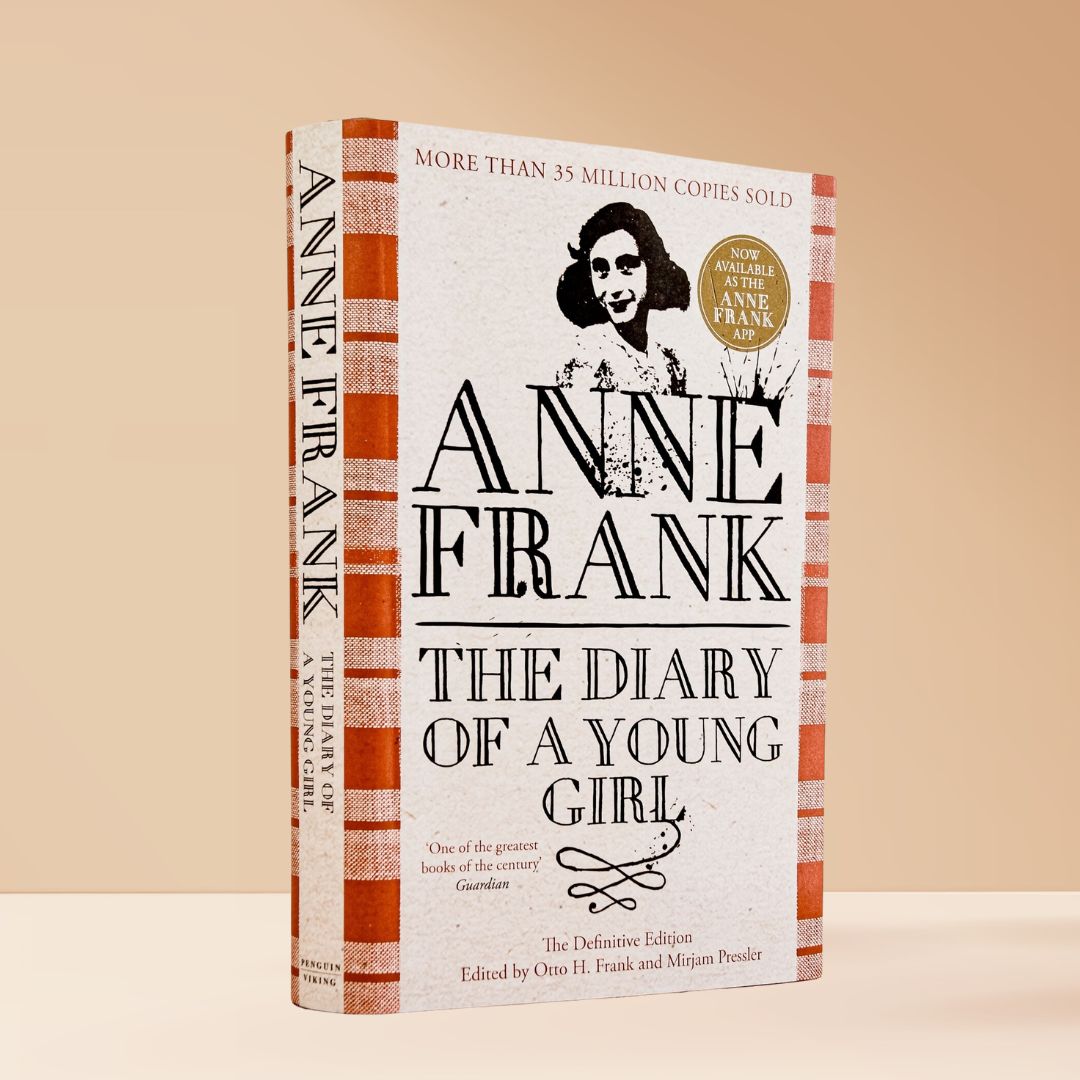 MORE THAN 35 MILLION COPIES SOLD
NOW
AVAILABLE
AS THE
ANNE
FRANK
APP
ANNE
FRANK
THE DIARY
OF A YOUNG
GIRL
‘One of the greatest
books of the century’
Guardian
The Definitive Edition
Edited by Otto H. Frank and Mirjam Pressler
ANNE FRANK
THE DIARY OF
A YOUNG GIRL
PENGUIN
VIKING